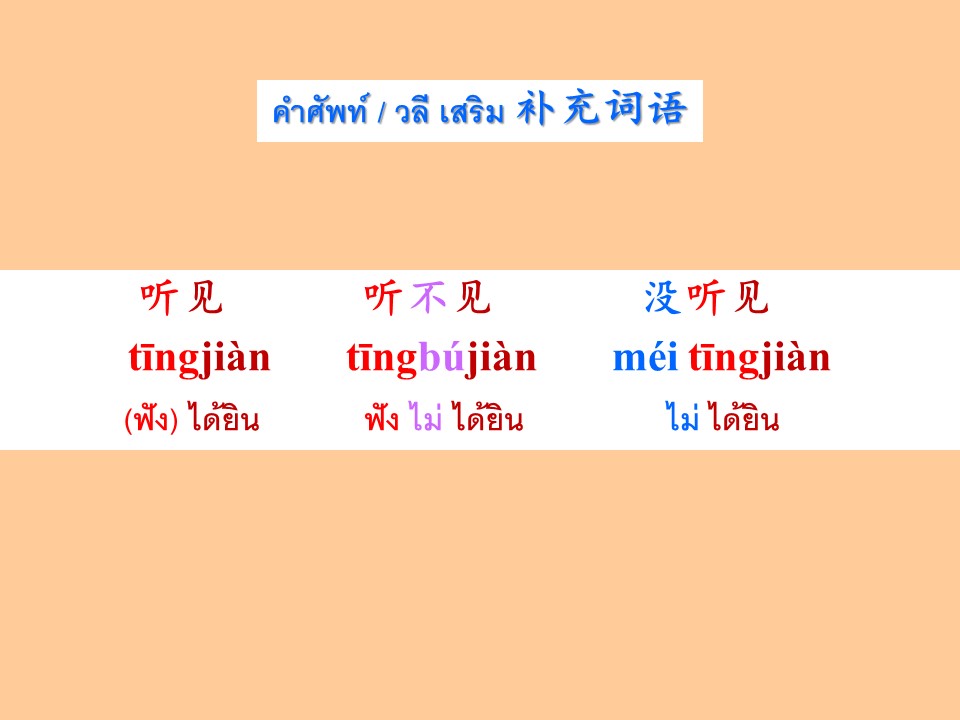 คำศัพท์ / วลี เสริม 补充词语
听见 听不见 没听见
tīngjiàn tīngbújiàn méi tīngjiàn
(ฟัง) ได้ยิน ฟัง ไม่ ได้ยิน ไม่ ได้ยิน